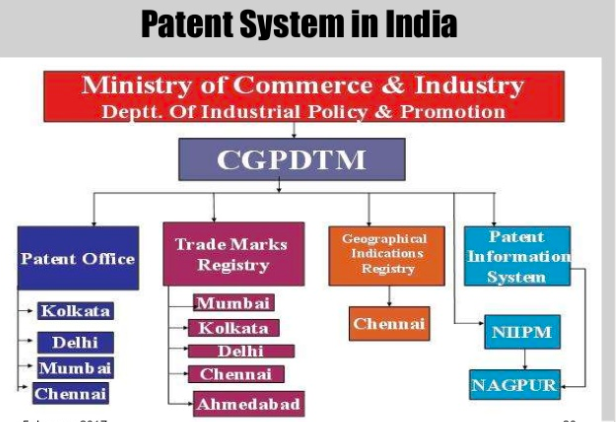 Patent System in India
Ministry of Commerce & Industry
Deptt. Of Industrial Policy & Promotion
CGPDTM
Patent Office
Kolkata
Delhi
Mumbai
Chennai
Trade Marks
Registry
Mumbai
Kolkata
Delhi
Chennai
Ahmedabad
Geographical
Indications
Registry
Chennai
Patent
Information
System
NIIPM
NAGPUR